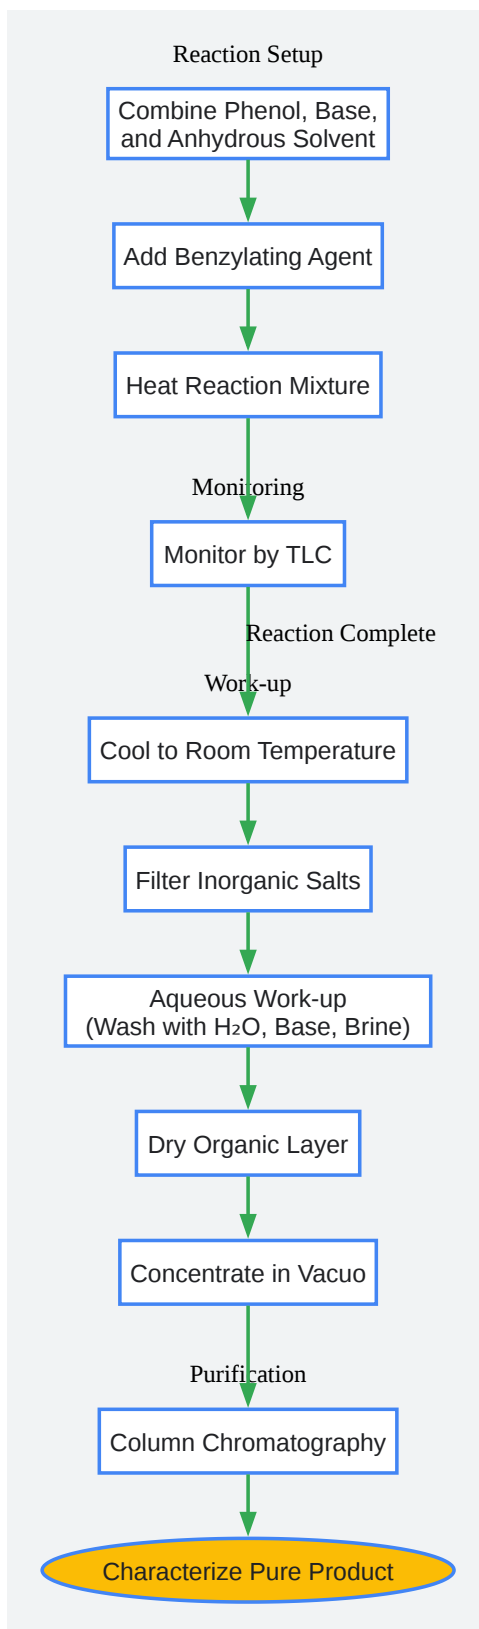 Reaction Setup
Combine Phenol, Base,
and Anhydrous Solvent
Add Benzylating Agent
Heat Reaction Mixture
Monitoring
Monitor by TLC
Reaction Complete
Work-up
Cool to Room Temperature
Filter Inorganic Salts
Aqueous Work-up
(Wash with H₂O, Base, Brine)
Dry Organic Layer
Concentrate in Vacuo
Purification
Column Chromatography
Characterize Pure Product